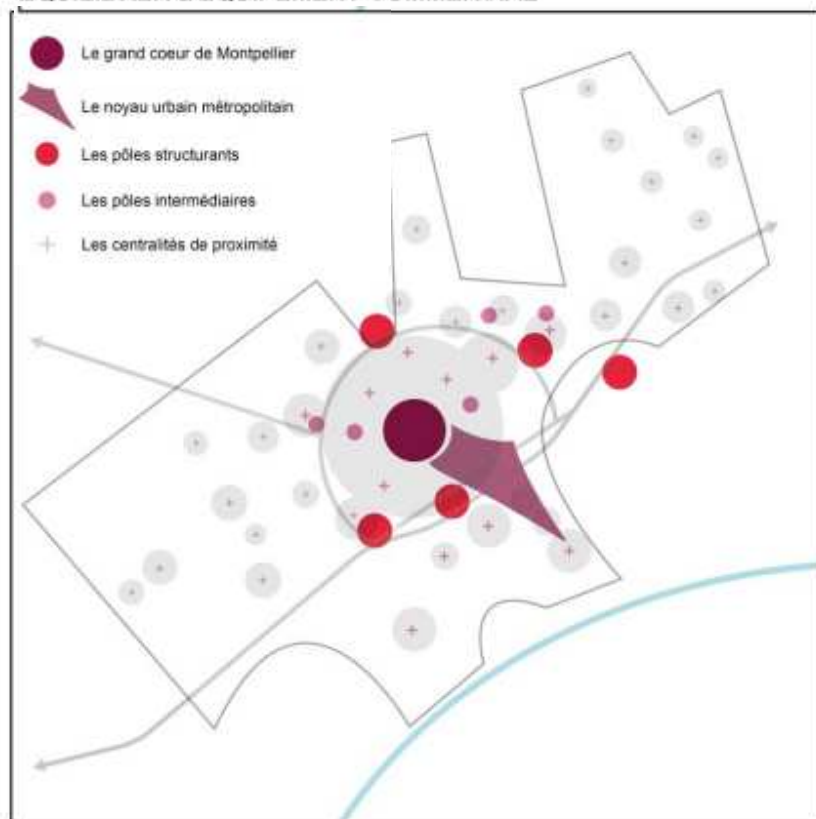 Le grand coeur de Montpellier
Le noyau urbain métropolitain
Les pôles structurants
Les pôles intermédiaires
Les centralités de proximité